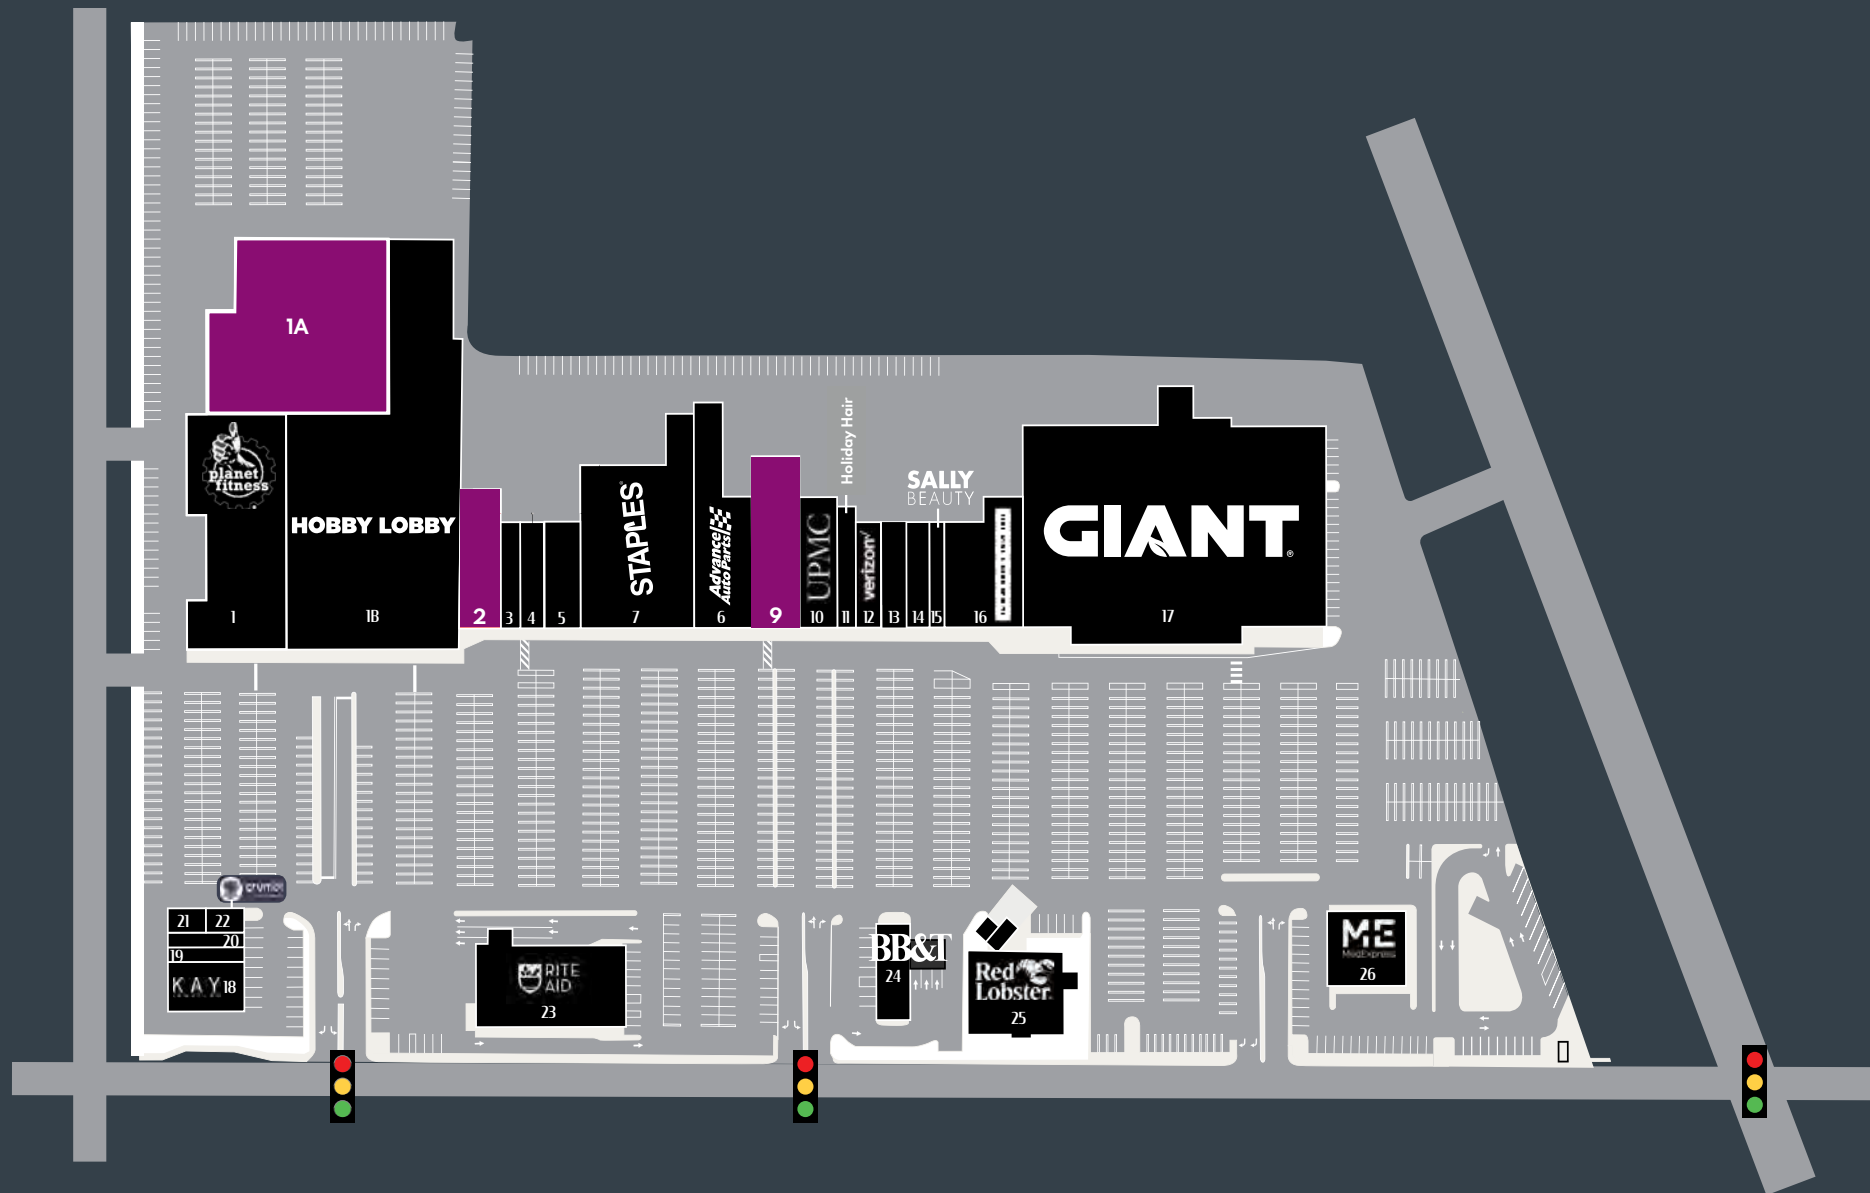 1A
planet
fitness
HOBBY LOBBY
1
1B
2
3
4
5
STAPLES
7
Advance
Auto Parts
6
9
UPMC
10
Holiday Hair
11
verizon
12
13
14
SALLY
BEAUTY
15
16
GIANT
17
21
22
20
19
KAY
18
RITE
AID
23
BB&T
24
Red
Lobster
25
ME
MedExpress
26